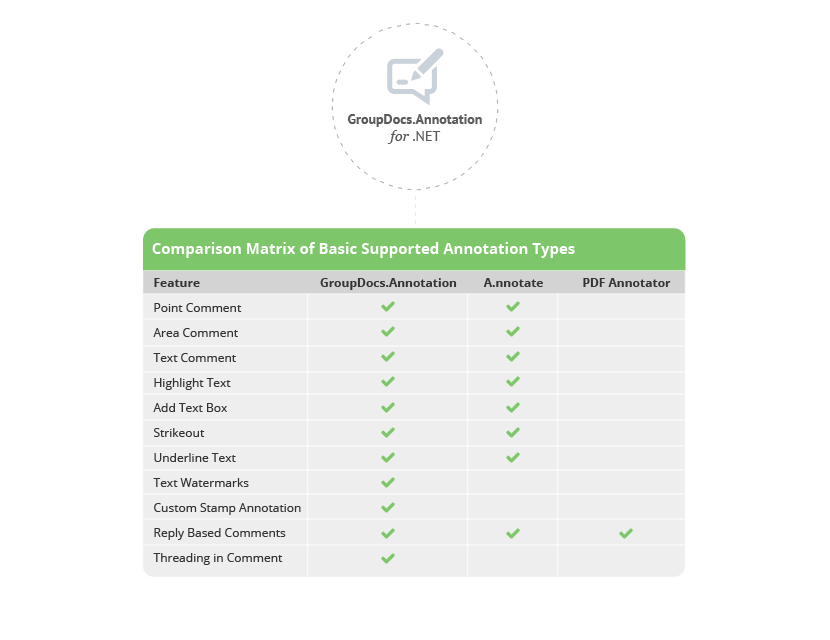 GroupDocs.Annotation
for .NET
Comparison Matrix of Basic Supported Annotation Types
Feature GroupDocs.Annotation A.nnotate PDF Annotator
Point Comment ✔ ✔
Area Comment ✔ ✔
Text Comment ✔ ✔
Highlight Text ✔ ✔
Add Text Box ✔ ✔
Strikeout ✔ ✔
Underline Text ✔ ✔
Text Watermarks ✔
Custom Stamp Annotation ✔
Reply Based Comments ✔ ✔ ✔
Threading in Comment ✔